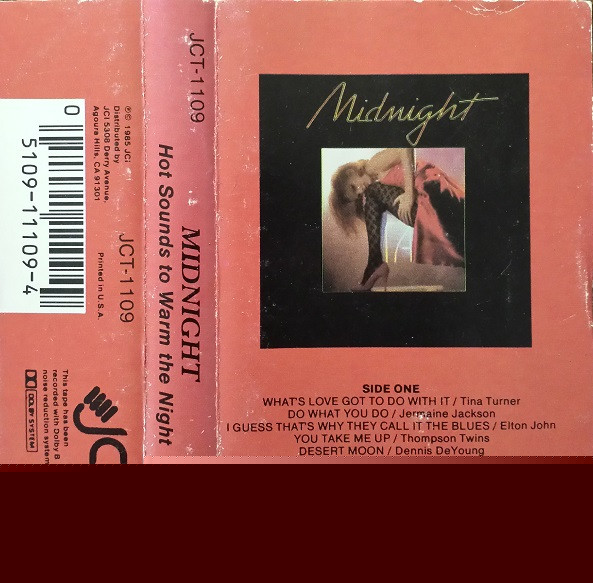 Midnight
SIDE ONE
WHAT'S LOVE GOT TO DO WITH IT / Tina Turner
DO WHAT YOU DO / Jermaine Jackson
I GUESS THAT'S WHY THEY CALL IT THE BLUES / Elton John
YOU TAKE ME UP / Thompson Twins
DESERT MOON / Dennis DeYoung
JCT-1109
MIDNIGHT
Hot Sounds to Warm the Night
℗© 1985 JCi
Distributed by
JCI 5308 Derry Avenue,
Agoura Hills, CA 91301
0
5109-11109-4
JCT-1109
Printed in U.S.A.
This tape has been
recorded with Dolby B
noise reduction system
DOLBY SYSTEM